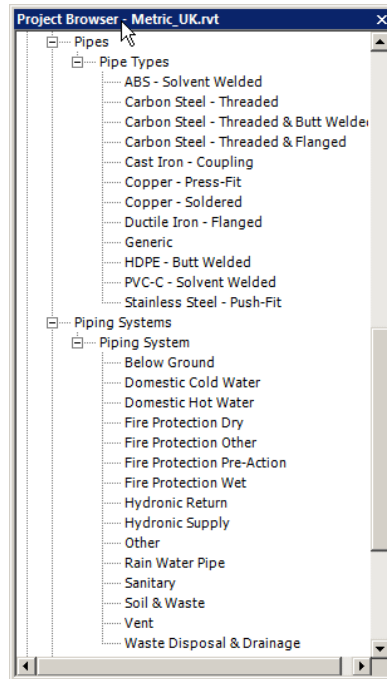 Project Browser - Metric_UK.rvt
Pipes
Pipe Types
ABS - Solvent Welded
Carbon Steel - Threaded
Carbon Steel - Threaded & Butt Welde
Carbon Steel - Threaded & Flanged
Cast Iron - Coupling
Copper - Press-Fit
Copper - Soldered
Ductile Iron - Flanged
Generic
HDPE - Butt Welded
PVC-C - Solvent Welded
Stainless Steel - Push-Fit
Piping Systems
Piping System
Below Ground
Domestic Cold Water
Domestic Hot Water
Fire Protection Dry
Fire Protection Other
Fire Protection Pre-Action
Fire Protection Wet
Hydronic Return
Hydronic Supply
Other
Rain Water Pipe
Sanitary
Soil & Waste
Vent
Waste Disposal & Drainage